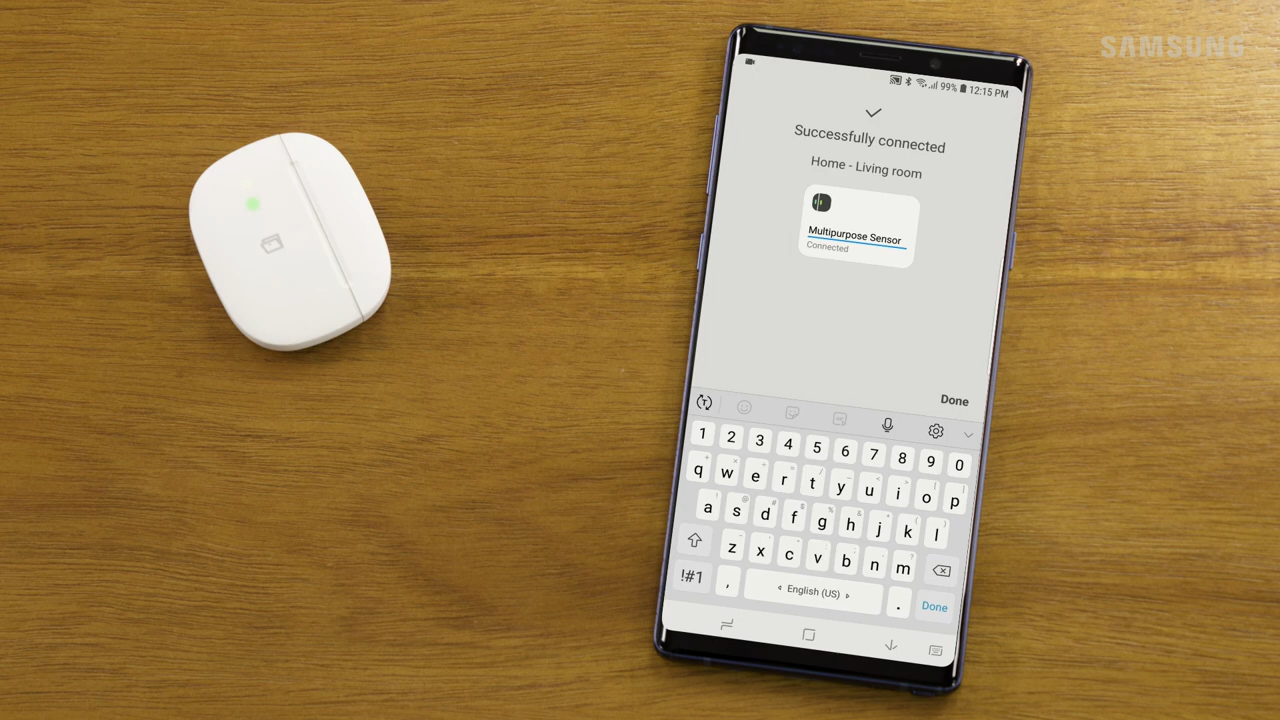 SAMSUNG
99% 12:15 PM
Successfully connected
Home - Living room
Multipurpose Sensor
Connected
Done
T
1 2 3 4 5 6 7 8 9 0
q w e r t y u i o p
a s d f g h j k l
z x c v b n m
!#1 , English (US) . Done